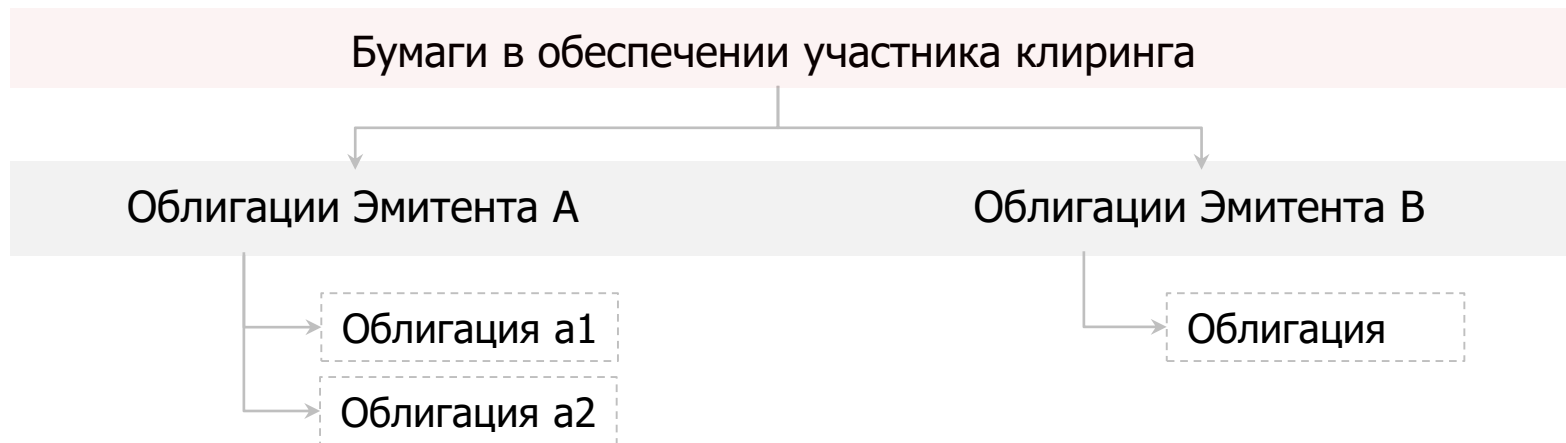 Бумаги в обеспечении участника клиринга
Облигации Эмитента А
Облигации Эмитента В
Облигация а1
Облигация
Облигация а2